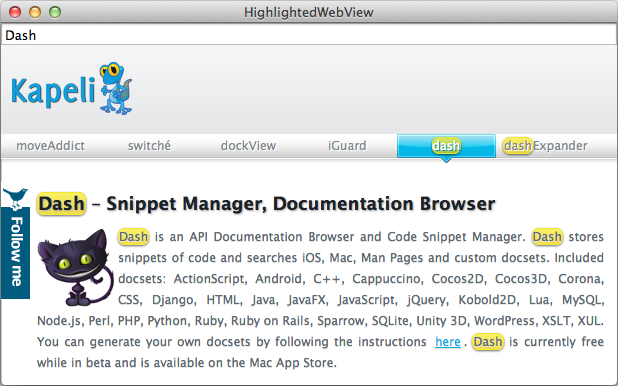 HighlightedWebView
Dash
Kapeli
moveAddict switché dockView iGuard dash dashExpander
Follow me
Dash – Snippet Manager, Documentation Browser
Dash is an API Documentation Browser and Code Snippet Manager. Dash stores
snippets of code and searches iOS, Mac, Man Pages and custom docsets. Included
docsets: ActionScript, Android, C++, Cappuccino, Cocos2D, Cocos3D, Corona,
CSS, Django, HTML, Java, JavaFX, JavaScript, jQuery, Kobold2D, Lua, MySQL,
Node.js, Perl, PHP, Python, Ruby, Ruby on Rails, Sparrow, SQLite, Unity 3D, WordPress, XSLT, XUL.
You can generate your own docsets by following the instructions here. Dash is currently free
while in beta and is available on the Mac App Store.